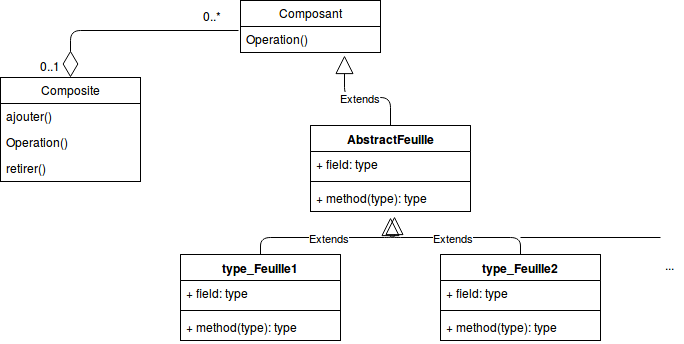 Composant
0..*
Operation()
0..1
Composite
ajouter()
Operation()
retirer()
Extends
AbstractFeuille
+ field: type
+ method(type): type
Extends
Extends
type_Feuille1
+ field: type
+ method(type): type
type_Feuille2
+ field: type
+ method(type): type
...